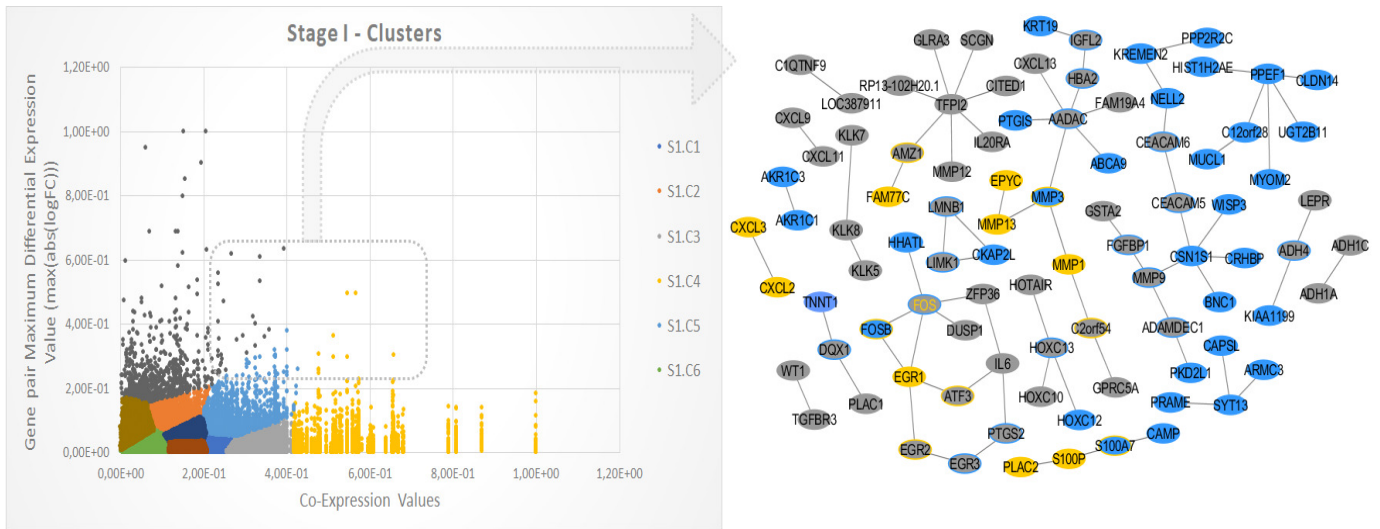 Stage I - Clusters
Gene pair Maximum Differential Expression
Value (max(abs(logFC)))
1,20E+00
1,00E+00
8,00E-01
6,00E-01
4,00E-01
2,00E-01
0,00E+00
0,00E+00
2,00E-01
4,00E-01
6,00E-01
8,00E-01
1,00E+00
1,20E+00
Co-Expression Values
S1.C1
S1.C2
S1.C3
S1.C4
S1.C5
S1.C6
C1QTNF9
LOC387911
CXCL9
CXCL11
KLK7
KLK8
KLK5
AKR1C3
AKR1C1
CXCL3
CXCL2
GLRA3
SCGN
RP13-102H20.1
CITED1
TFPI2
IL20RA
MMP12
AMZ1
FAM77C
KRT19
IGFL2
CXCL13
HBA2
FAM19A4
PTGIS
AADAC
ABCA9
EPYC
MMP3
MMP13
MMP1
C2orf54
GPRC5A
LMNB1
LIMK1
CKAP2L
HHATL
FOS
ZFP36
FOSB
DUSP1
EGR1
ATF3
IL6
EGR2
EGR3
PTGS2
TNNT1
DQX1
PLAC1
WT1
TGFBR3
HOTAIR
HOXC13
HOXC10
HOXC12
PLAC2
S100P
S100A7
CAMP
KREMEN2
PPP2R2C
HIST1H2AE
PPEF1
CLDN14
NELL2
C12orf28
UGT2B11
MUCL1
MYOM2
CEACAM6
CEACAM5
WISP3
GSTA2
FGFBP1
MMP9
CSN1S1
CRHBP
BNC1
ADAMDEC1
PKD2L1
LEPR
ADH4
KIAA1199
ADH1C
ADH1A
CAPSL
ARMC3
PRAME
SYT13